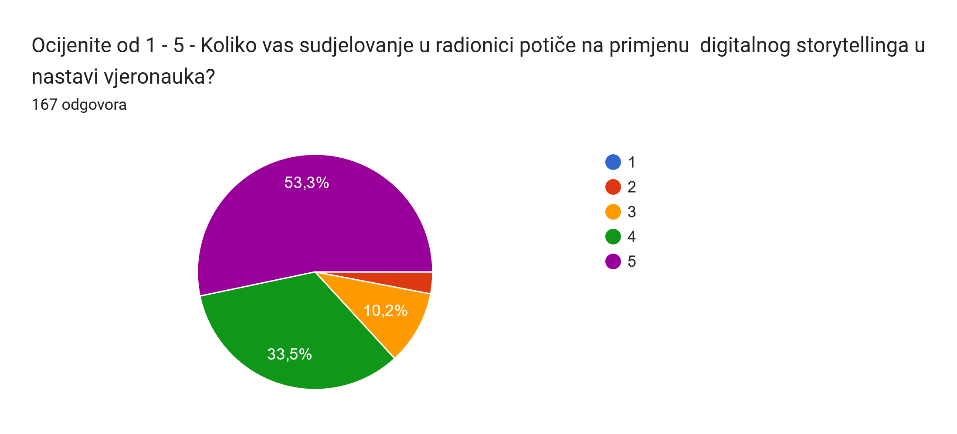 Ocijenite od 1 - 5 - Koliko vas sudjelovanje u radionici potiče na primjenu  digitalnog storytellinga u
nastavi vjeronauka?
167 odgovora
53,3%
10,2%
33,5%
1
2
3
4
5